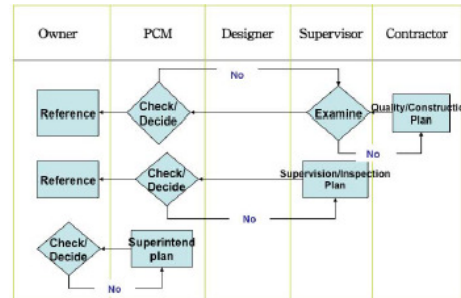 Owner PCM Designer Supervisor Contractor
No
Reference Check/ Decide Examine Quality/Construction Plan
No
Reference Check/ Decide Supervision/Inspection Plan
No
Check/ Decide Superintend plan
No